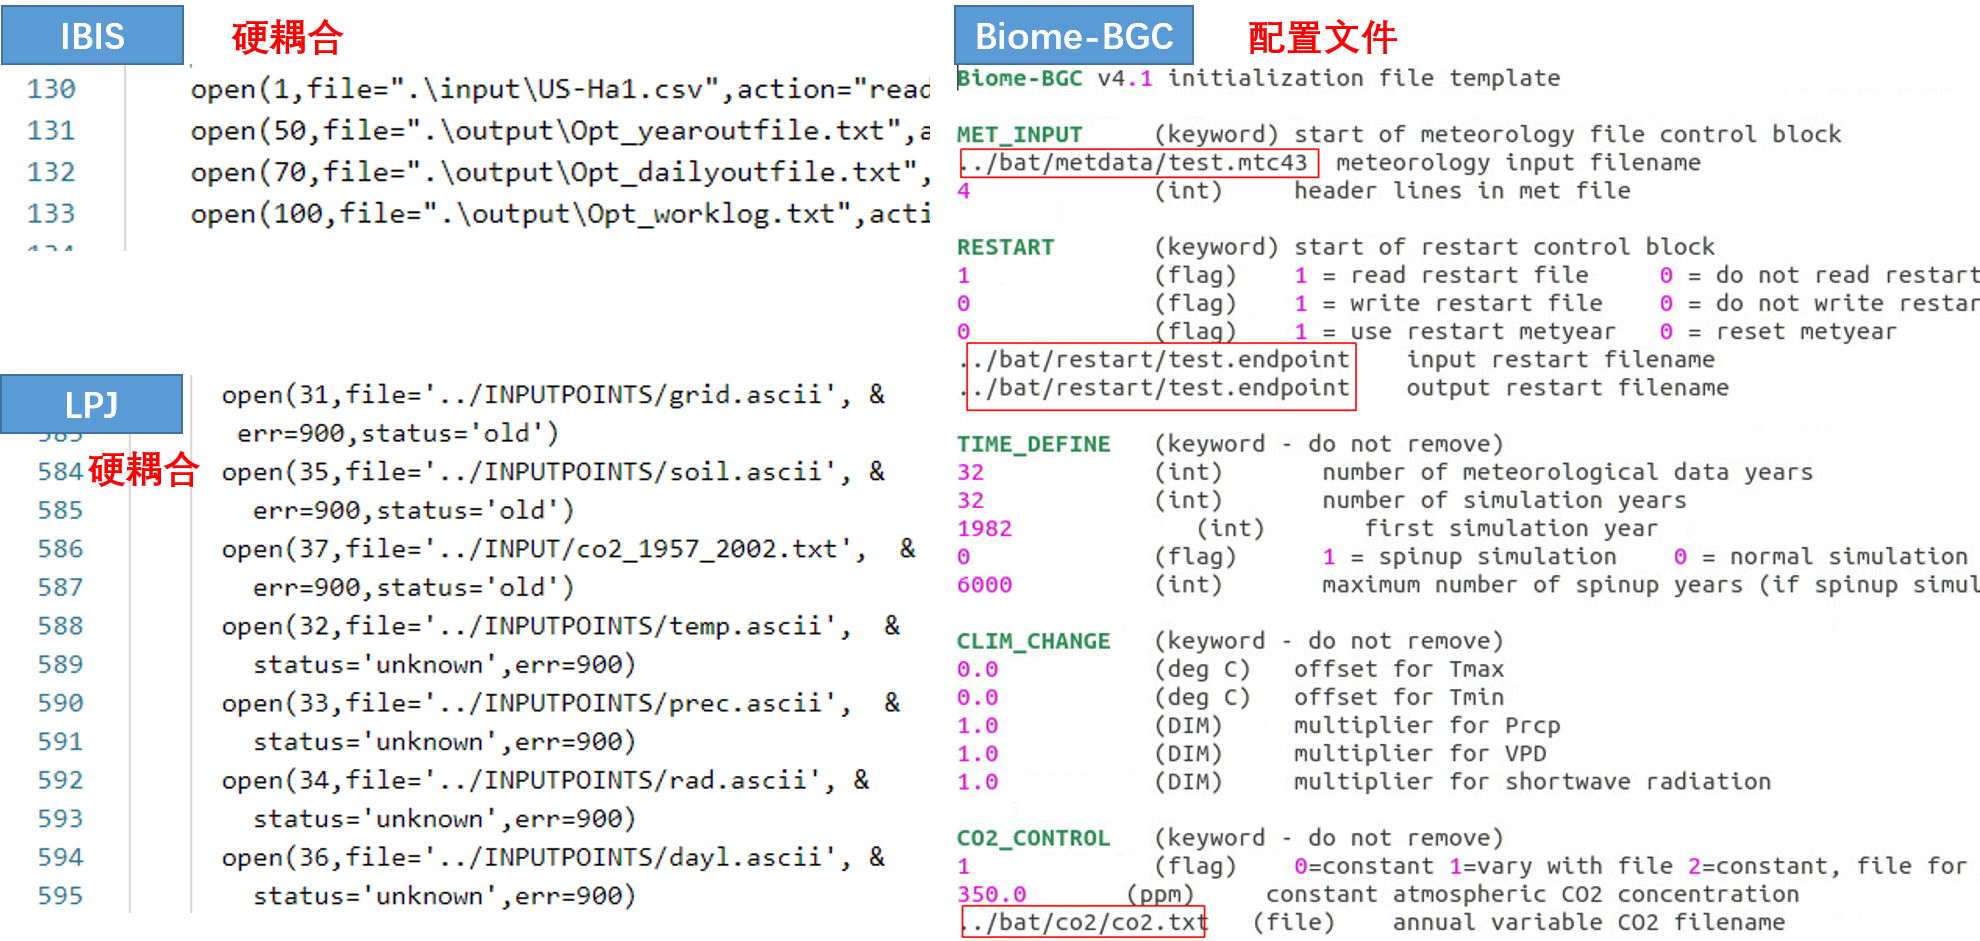 IBIS
硬耦合
130 open(1,file=".\input\US-Ha1.csv",action="read
131 open(50,file=".\output\Opt_yearoutfile.txt",a
132 open(70,file=".\output\Opt_dailyoutfile.txt",
133 open(100,file=".\output\Opt_worklog.txt",acti
134
LPJ
硬耦合
open(31,file='../INPUTPOINTS/grid.ascii', &
583 err=900,status='old')
584 open(35,file='../INPUTPOINTS/soil.ascii', &
585 err=900,status='old')
586 open(37,file='../INPUT/co2_1957_2002.txt', &
587 err=900,status='old')
588 open(32,file='../INPUTPOINTS/temp.ascii', &
589 status='unknown',err=900)
590 open(33,file='../INPUTPOINTS/prec.ascii', &
591 status='unknown',err=900)
592 open(34,file='../INPUTPOINTS/rad.ascii', &
593 status='unknown',err=900)
594 open(36,file='../INPUTPOINTS/dayl.ascii', &
595 status='unknown',err=900)
Biome-BGC
配置文件
Biome-BGC v4.1 initialization file template
MET_INPUT (keyword) start of meteorology file control block
../bat/metdata/test.mtc43 meteorology input filename
4 (int) header lines in met file
RESTART (keyword) start of restart control block
1 (flag) 1 = read restart file 0 = do not read restart
0 (flag) 1 = write restart file 0 = do not write restar
0 (flag) 1 = use restart metyear 0 = reset metyear
../bat/restart/test.endpoint input restart filename
../bat/restart/test.endpoint output restart filename
TIME_DEFINE (keyword - do not remove)
32 (int) number of meteorological data years
32 (int) number of simulation years
1982 (int) first simulation year
0 (flag) 1 = spinup simulation 0 = normal simulation
6000 (int) maximum number of spinup years (if spinup simul
CLIM_CHANGE (keyword - do not remove)
0.0 (deg C) offset for Tmax
0.0 (deg C) offset for Tmin
1.0 (DIM) multiplier for Prcp
1.0 (DIM) multiplier for VPD
1.0 (DIM) multiplier for shortwave radiation
CO2_CONTROL (keyword - do not remove)
1 (flag) 0=constant 1=vary with file 2=constant, file for
350.0 (ppm) constant atmospheric CO2 concentration
../bat/co2/co2.txt (file) annual variable CO2 filename